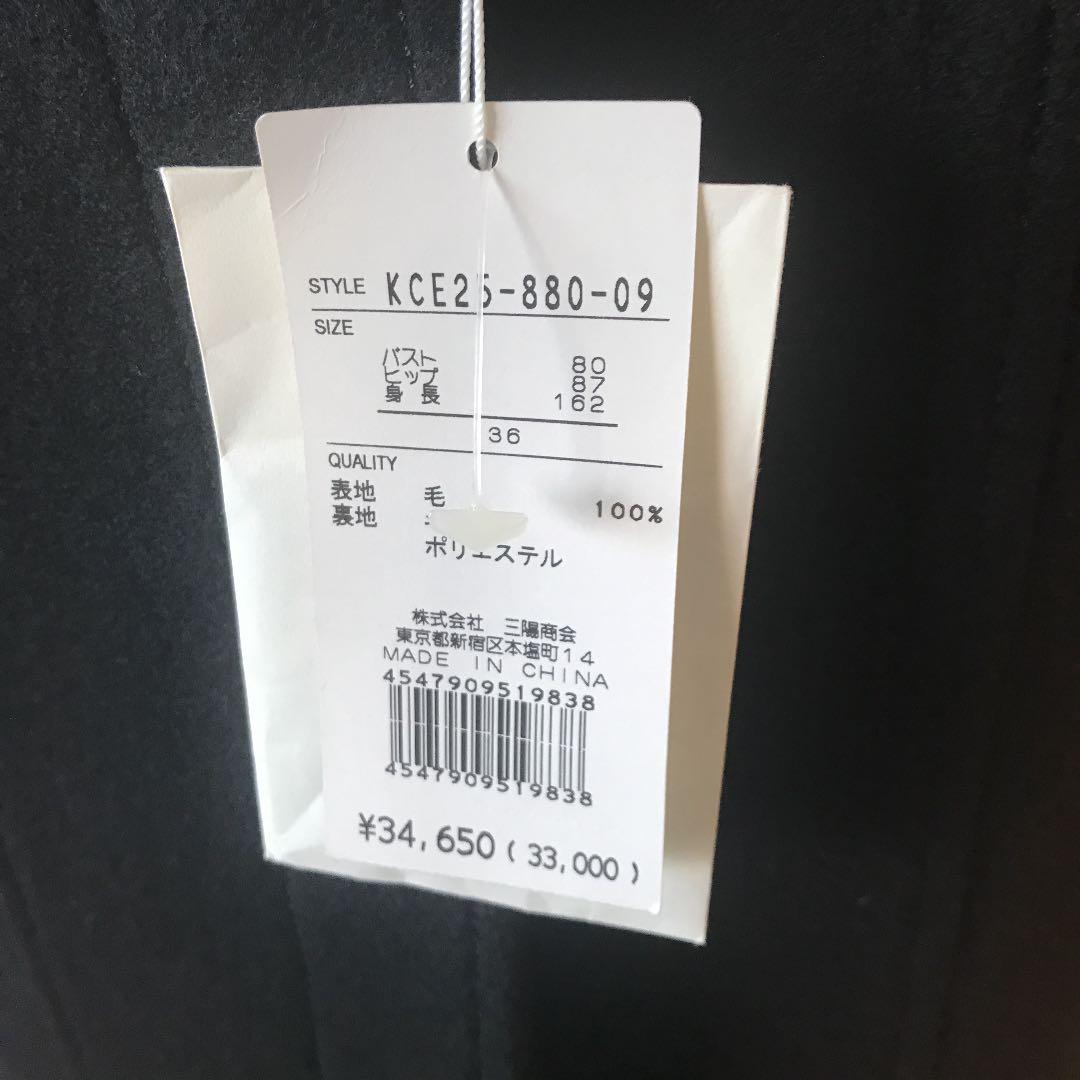 STYLE KCE25-880-09
SIZE
バスト 80
ヒップ 87
身長 162
36
QUALITY
表地 毛 100%
裏地
ポリエステル
株式会社 三陽商会
東京都新宿区本塩町14
MADE IN CHINA
4547909519838
4547909519838
¥34,650(33,000)